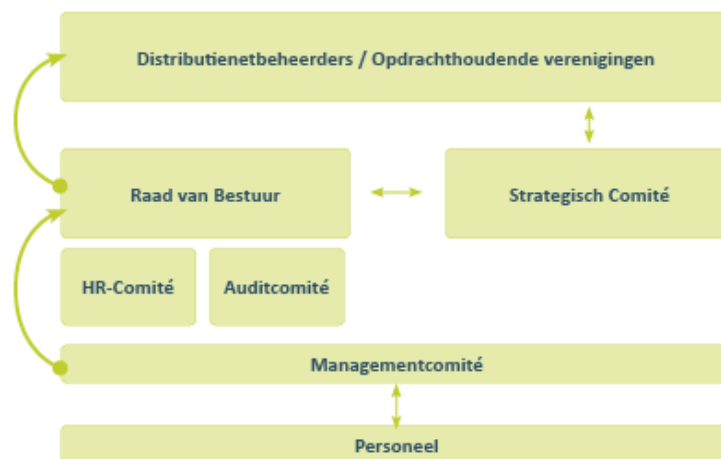 Distributienetbeheerders / Opdrachthoudende verenigingen
Raad van Bestuur
Strategisch Comité
HR-Comité
Auditcomité
Managementcomité
Personeel